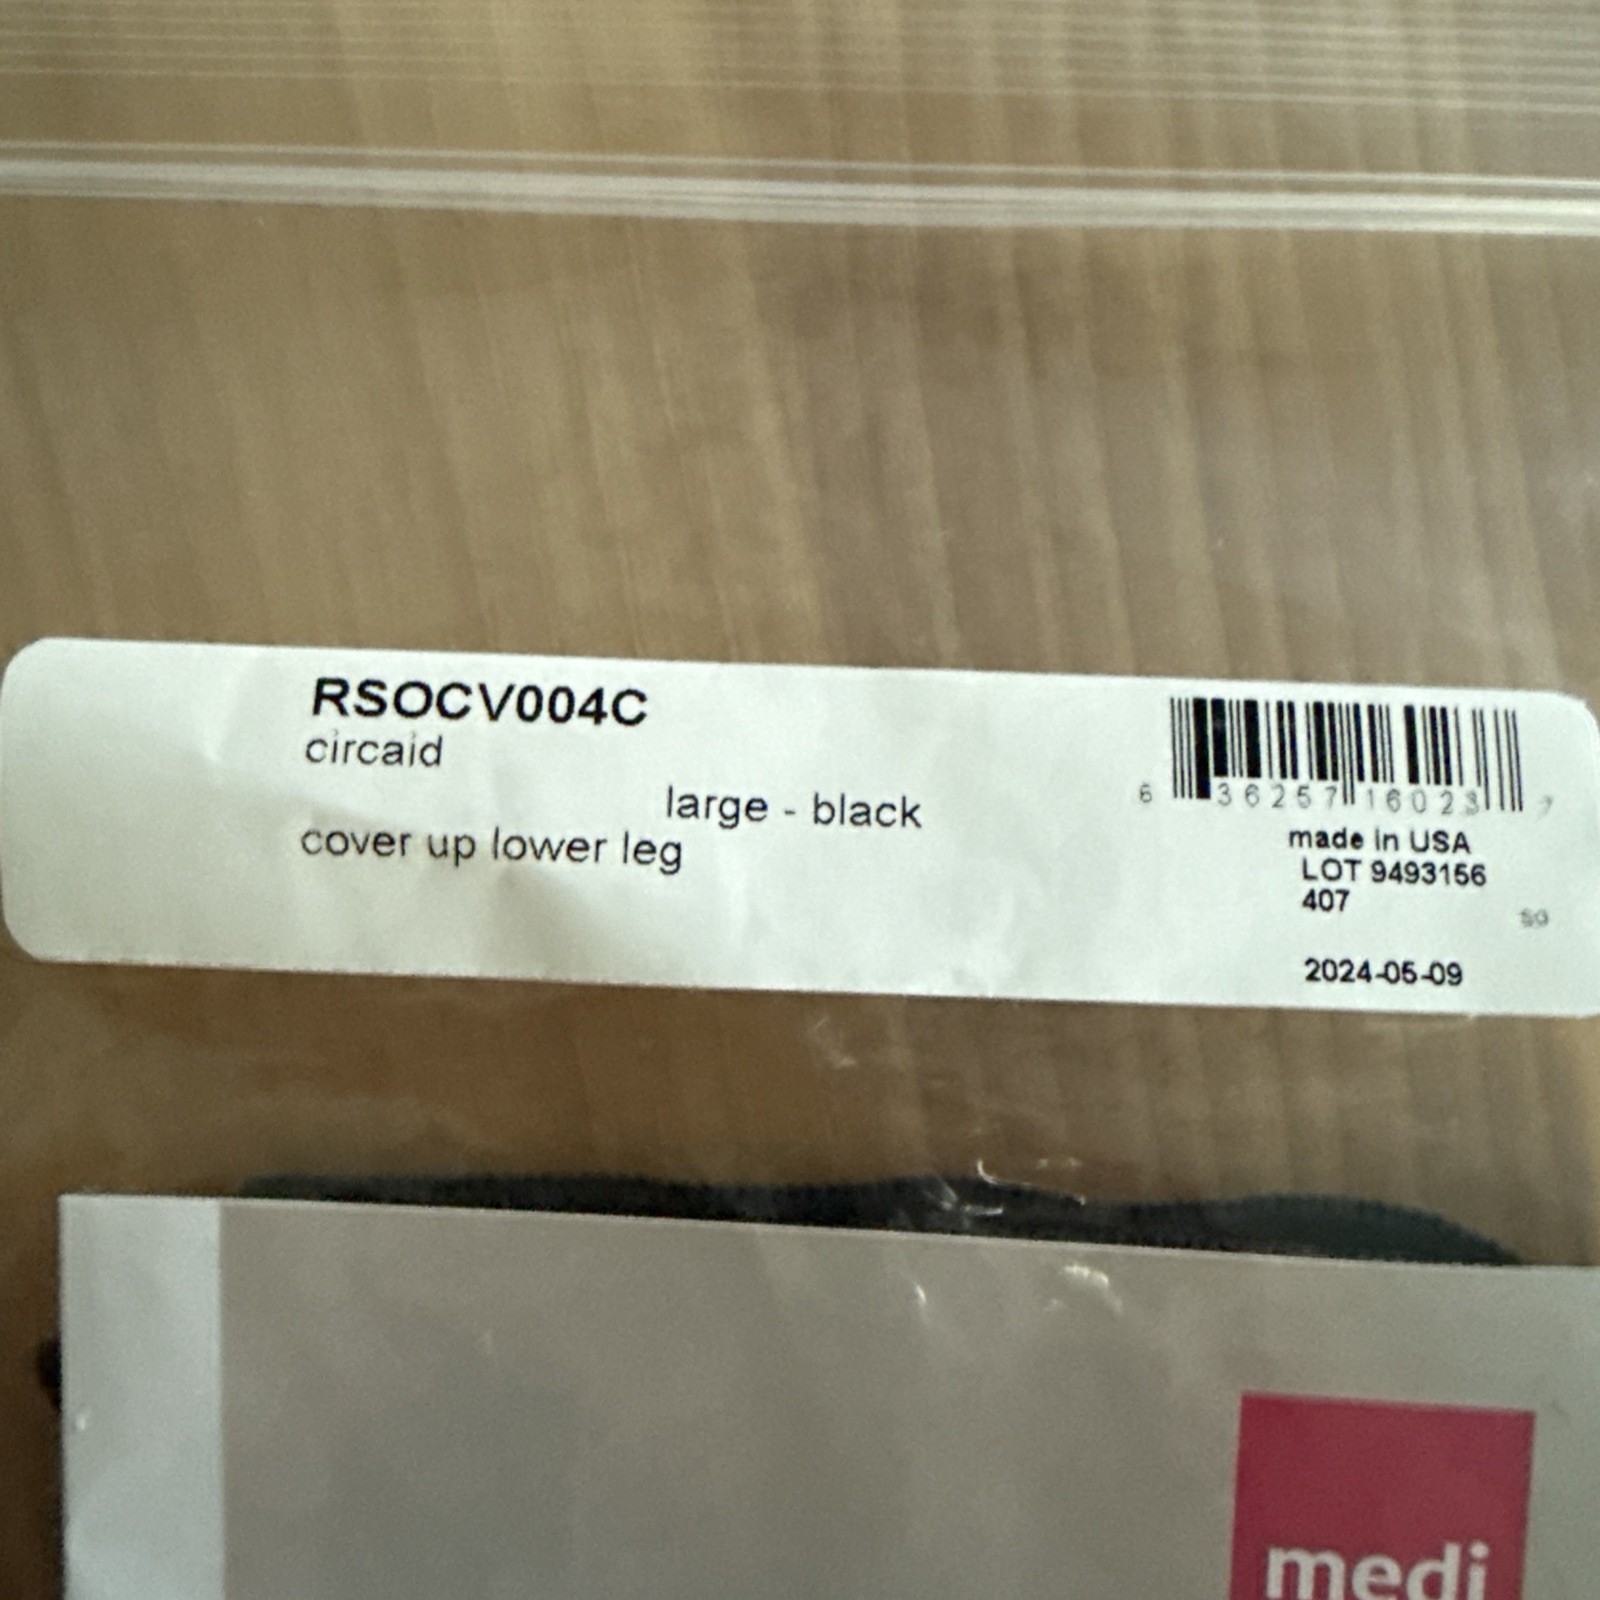 RSOCV004C
circaid
large - black
cover up lower leg
6 36257 16023 7
made in USA
LOT 9493156
407
SG
2024-05-09
medi